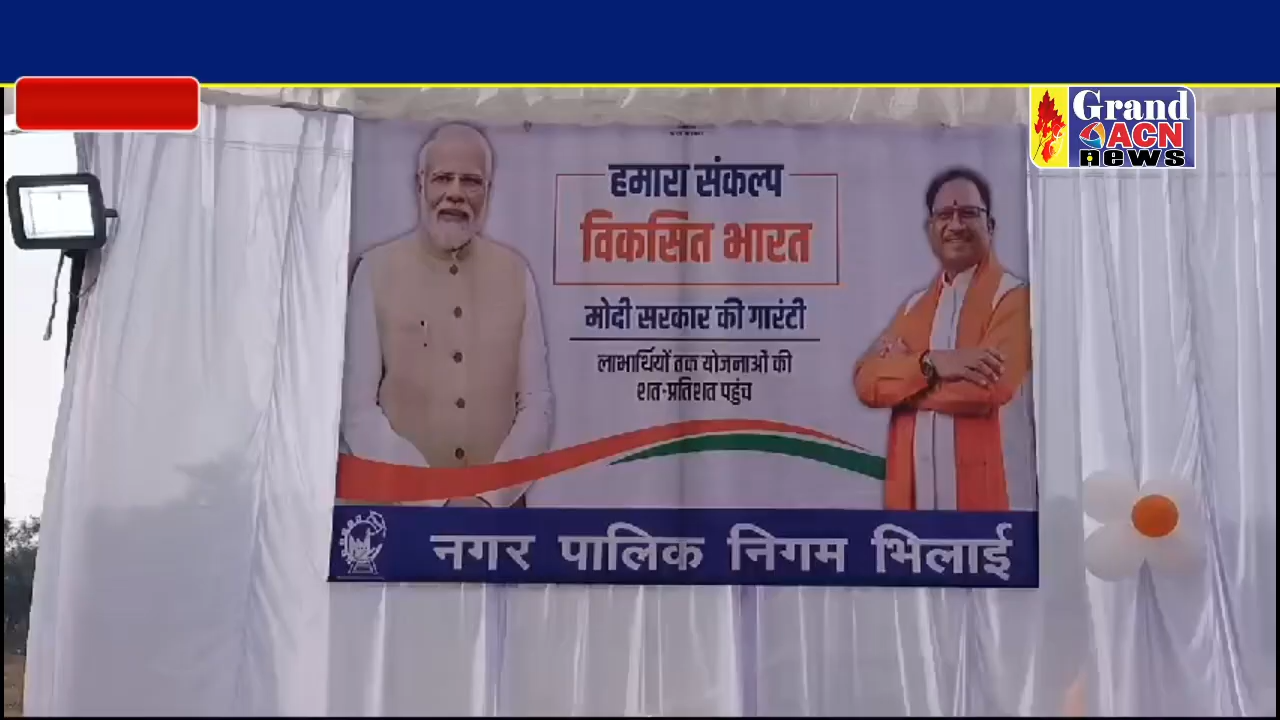 Grand
ACN
news
हमारा संकल्प
विकसित भारत
मोदी सरकार की गारंटी
लाभार्थियों तक योजनाओं की
शत-प्रतिशत पहुंच
नगर पालिक निगम भिलाई